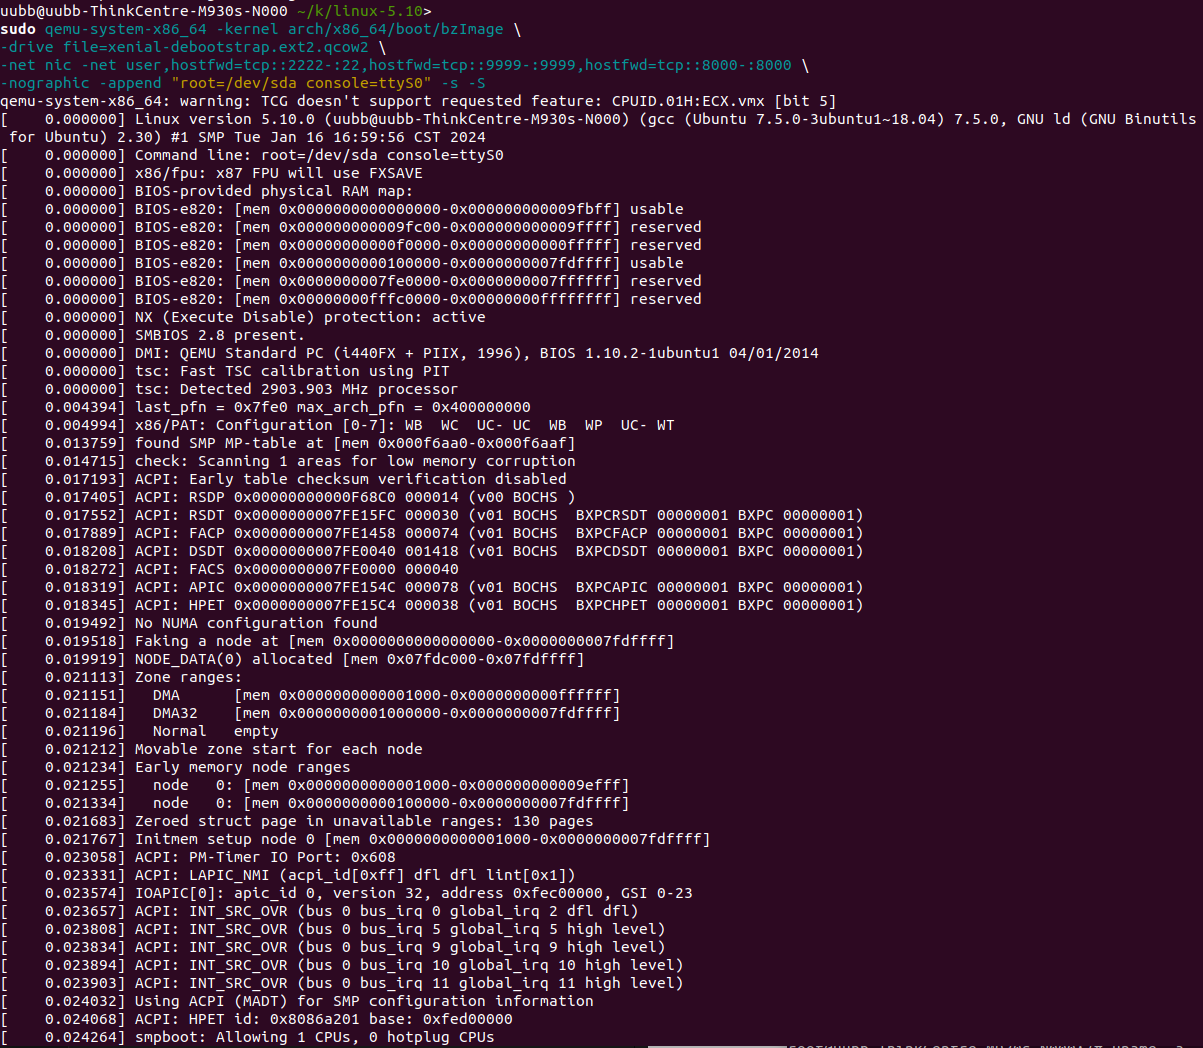 uubb@uubb-ThinkCentre-M930s-N000 ~/k/linux-5.10>
sudo qemu-system-x86_64 -kernel arch/x86_64/boot/bzImage \
-drive file=xenial-debootstrap.ext2.qcow2 \
-net nic -net user,hostfwd=tcp::2222-:22,hostfwd=tcp::9999-:9999,hostfwd=tcp::8000-:8000 \
-nographic -append "root=/dev/sda console=ttyS0" -s -S
qemu-system-x86_64: warning: TCG doesn't support requested feature: CPUID.01H:ECX.vmx [bit 5]
[    0.000000] Linux version 5.10.0 (uubb@uubb-ThinkCentre-M930s-N000) (gcc (Ubuntu 7.5.0-3ubuntu1~18.04) 7.5.0, GNU ld (GNU Binutils
 for Ubuntu) 2.30) #1 SMP Tue Jan 16 16:59:56 CST 2024
[    0.000000] Command line: root=/dev/sda console=ttyS0
[    0.000000] x86/fpu: x87 FPU will use FXSAVE
[    0.000000] BIOS-provided physical RAM map:
[    0.000000] BIOS-e820: [mem 0x0000000000000000-0x000000000009fbff] usable
[    0.000000] BIOS-e820: [mem 0x000000000009fc00-0x000000000009ffff] reserved
[    0.000000] BIOS-e820: [mem 0x00000000000f0000-0x00000000000fffff] reserved
[    0.000000] BIOS-e820: [mem 0x0000000000100000-0x0000000007fdffff] usable
[    0.000000] BIOS-e820: [mem 0x0000000007fe0000-0x0000000007ffffff] reserved
[    0.000000] BIOS-e820: [mem 0x00000000fffc0000-0x00000000ffffffff] reserved
[    0.000000] NX (Execute Disable) protection: active
[    0.000000] SMBIOS 2.8 present.
[    0.000000] DMI: QEMU Standard PC (i440FX + PIIX, 1996), BIOS 1.10.2-1ubuntu1 04/01/2014
[    0.000000] tsc: Fast TSC calibration using PIT
[    0.000000] tsc: Detected 2903.903 MHz processor
[    0.004394] last_pfn = 0x7fe0 max_arch_pfn = 0x400000000
[    0.004994] x86/PAT: Configuration [0-7]: WB  WC  UC- UC  WB  WP  UC- WT
[    0.013759] found SMP MP-table at [mem 0x000f6aa0-0x000f6aaf]
[    0.014715] check: Scanning 1 areas for low memory corruption
[    0.017193] ACPI: Early table checksum verification disabled
[    0.017405] ACPI: RSDP 0x00000000000F68C0 000014 (v00 BOCHS )
[    0.017552] ACPI: RSDT 0x0000000007FE15FC 000030 (v01 BOCHS  BXPCRSDT 00000001 BXPC 00000001)
[    0.017889] ACPI: FACP 0x0000000007FE1458 000074 (v01 BOCHS  BXPCFACP 00000001 BXPC 00000001)
[    0.018208] ACPI: DSDT 0x0000000007FE0040 001418 (v01 BOCHS  BXPCDSDT 00000001 BXPC 00000001)
[    0.018272] ACPI: FACS 0x0000000007FE0000 000040
[    0.018319] ACPI: APIC 0x0000000007FE154C 000078 (v01 BOCHS  BXPCAPIC 00000001 BXPC 00000001)
[    0.018345] ACPI: HPET 0x0000000007FE15C4 000038 (v01 BOCHS  BXPCHPET 00000001 BXPC 00000001)
[    0.019492] No NUMA configuration found
[    0.019518] Faking a node at [mem 0x0000000000000000-0x0000000007fdffff]
[    0.019919] NODE_DATA(0) allocated [mem 0x07fdc000-0x07fdffff]
[    0.021113] Zone ranges:
[    0.021151]   DMA      [mem 0x0000000000001000-0x0000000000ffffff]
[    0.021184]   DMA32    [mem 0x0000000001000000-0x0000000007fdffff]
[    0.021196]   Normal   empty
[    0.021212] Movable zone start for each node
[    0.021234] Early memory node ranges
[    0.021255]   node   0: [mem 0x0000000000001000-0x000000000009efff]
[    0.021334]   node   0: [mem 0x0000000000100000-0x0000000007fdffff]
[    0.021683] Zeroed struct page in unavailable ranges: 130 pages
[    0.021767] Initmem setup node 0 [mem 0x0000000000001000-0x0000000007fdffff]
[    0.023058] ACPI: PM-Timer IO Port: 0x608
[    0.023331] ACPI: LAPIC_NMI (acpi_id[0xff] dfl dfl lint[0x1])
[    0.023574] IOAPIC[0]: apic_id 0, version 32, address 0xfec00000, GSI 0-23
[    0.023657] ACPI: INT_SRC_OVR (bus 0 bus_irq 0 global_irq 2 dfl dfl)
[    0.023808] ACPI: INT_SRC_OVR (bus 0 bus_irq 5 global_irq 5 high level)
[    0.023834] ACPI: INT_SRC_OVR (bus 0 bus_irq 9 global_irq 9 high level)
[    0.023894] ACPI: INT_SRC_OVR (bus 0 bus_irq 10 global_irq 10 high level)
[    0.023903] ACPI: INT_SRC_OVR (bus 0 bus_irq 11 global_irq 11 high level)
[    0.024032] Using ACPI (MADT) for SMP configuration information
[    0.024068] ACPI: HPET id: 0x8086a201 base: 0xfed00000
[    0.024264] smpboot: Allowing 1 CPUs, 0 hotplug CPUs